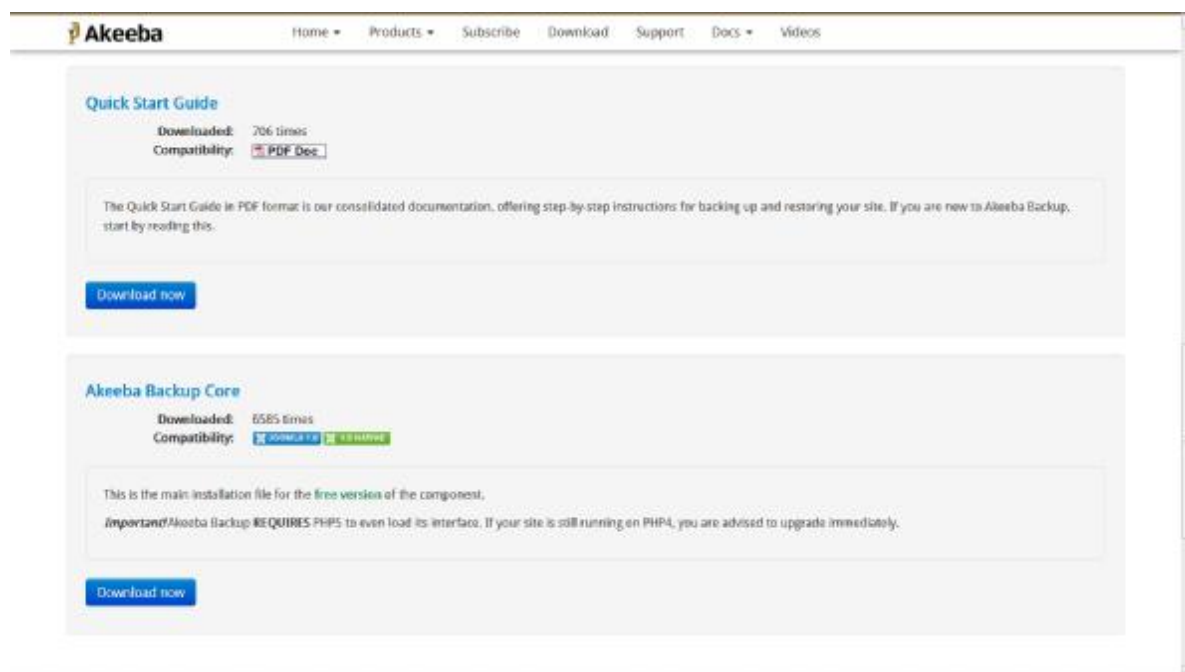 Akeeba Home Products Subscribe Download Support Docs Videos
Quick Start Guide
Downloaded: 706 times
Compatibility: PDF Doc
The Quick Start Guide in PDF format is our consolidated documentation, offering step-by-step instructions for backing up and restoring your site. If you are new to Akeeba Backup,
start by reading this.
Download now
Akeeba Backup Core
Downloaded: 6585 times
Compatibility: NATIVE
This is the main installation file for the free version of the component.
Important! Akeeba Backup REQUIRES PHP5 to even load its interface. If your site is still running on PHP4, you are advised to upgrade immediately.
Download now